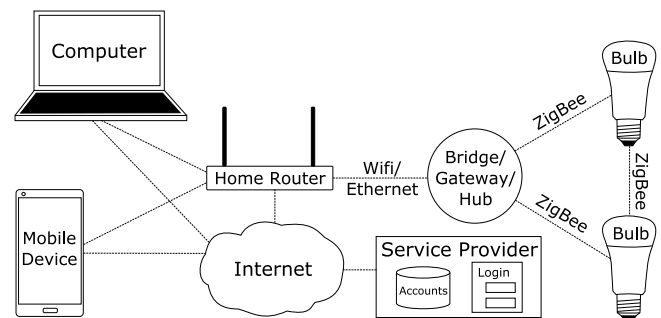 Computer
Bulb
ZigBee
Wifi/
Ethernet
Bridge/
Gateway/
Hub
Home Router
ZigBee
ZigBee
Mobile
Device
Bulb
Internet
Service Provider
Accounts
Login